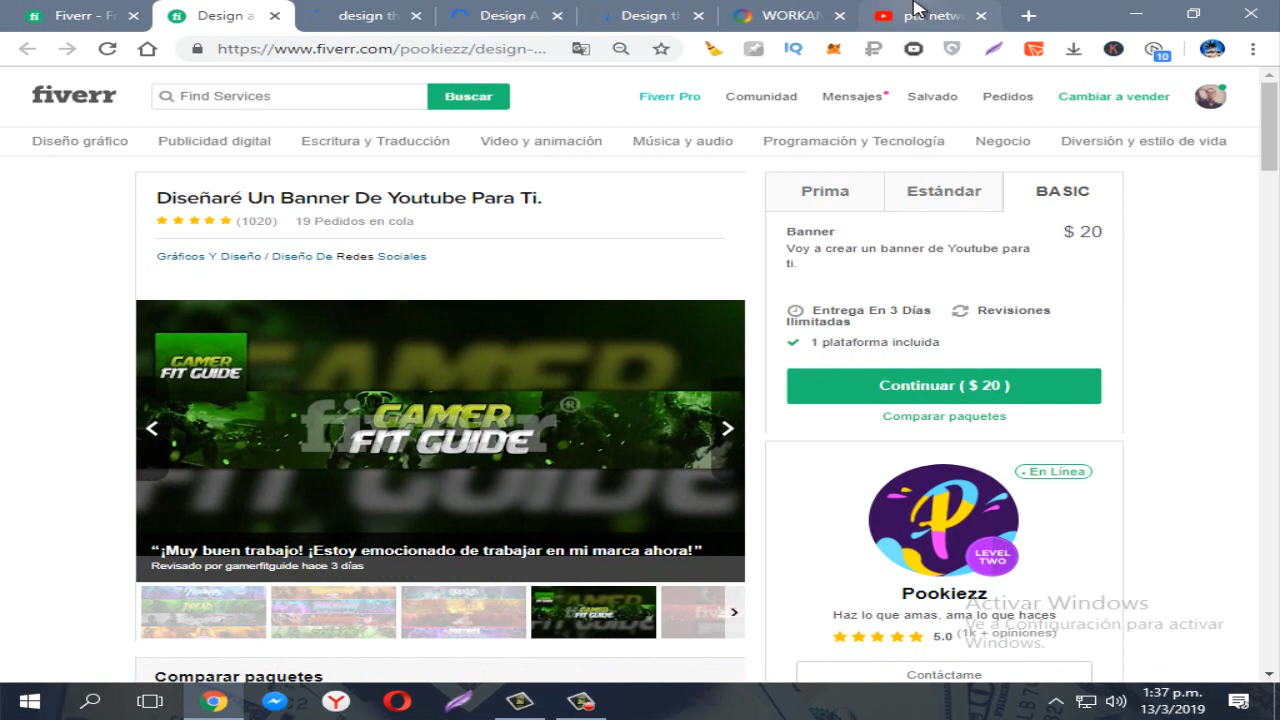 Fiverr - F
Design a
design th
Design A
Design ti
WORKAN
netw
https://www.fiverr.com/pookiezz/design-...
IQ
K
10
fiverr
Find Services
Buscar
Fiverr Pro
Comunidad
Mensajes
Salvado
Pedidos
Cambiar a vender
Diseño gráfico
Publicidad digital
Escritura y Traducción
Video y animación
Música y audio
Programación y Tecnología
Negocio
Diversión y estilo de vida
Diseñaré Un Banner De Youtube Para Ti.
(1020) 19 Pedidos en cola
Gráficos Y Diseño / Diseño De Redes Sociales
GAMER
FIT GUIDE
fiverr®
GAMER
FIT GUIDE
“¡Muy buen trabajo! ¡Estoy emocionado de trabajar en mi marca ahora!”
Revisado por gamerfitguide hace 3 días
Comparar paquetes
Prima
Estándar
BASIC
Banner
$ 20
Voy a crear un banner de Youtube para
ti.
Entrega En 3 Días
Revisiones
Ilimitadas
1 plataforma incluida
Continuar ( $ 20 )
Comparar paquetes
En Línea
LEVEL
TWO
Pookiezz
Haz lo que amas, ama lo que haces
5.0 (1k + opiniones)
Contáctame
Activar Windows
Ve a Configuración para activar
Windows.
1:37 p.m.
13/3/2019